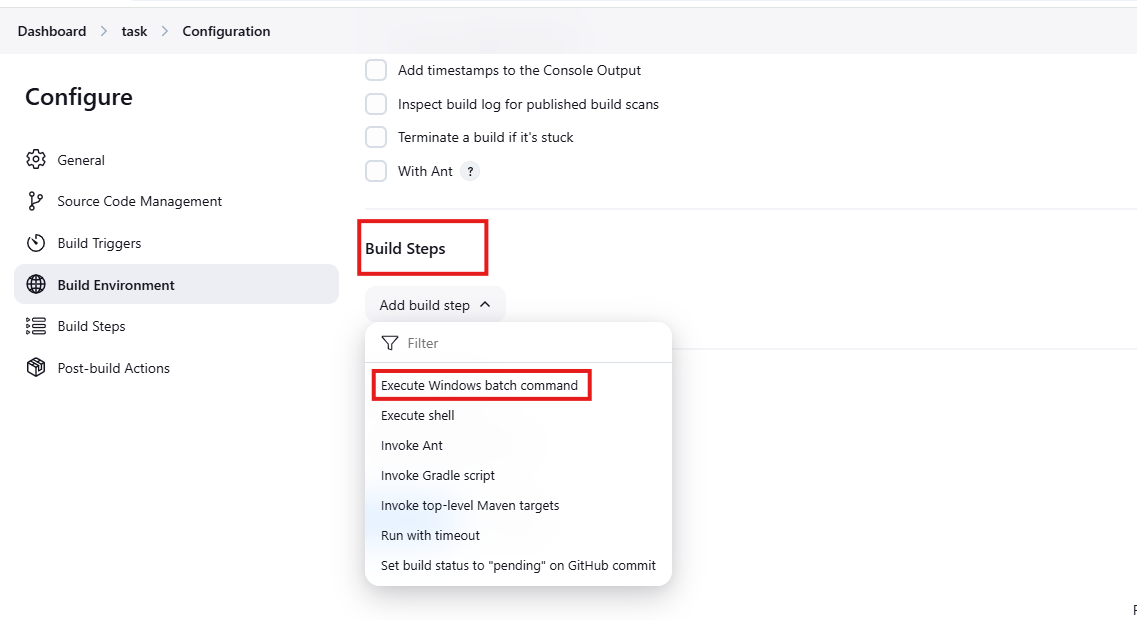 Dashboard > task > Configuration
Configure
General
Source Code Management
Build Triggers
Build Environment
Build Steps
Post-build Actions
Add timestamps to the Console Output
Inspect build log for published build scans
Terminate a build if it's stuck
With Ant ?
Build Steps
Add build step
Filter
Execute Windows batch command
Execute shell
Invoke Ant
Invoke Gradle script
Invoke top-level Maven targets
Run with timeout
Set build status to "pending" on GitHub commit